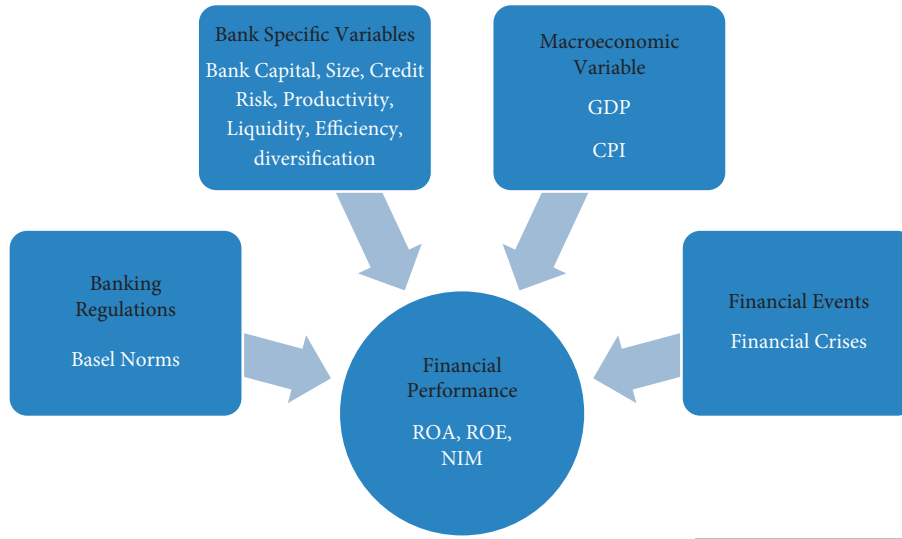 Bank Specific Variables
Bank Capital, Size, Credit
Risk, Productivity,
Liquidity, Efficiency,
diversification
Macroeconomic
Variable
GDP
CPI
Banking
Regulations
Basel Norms
Financial Events
Financial Crises
Financial
Performance
ROA, ROE,
NIM